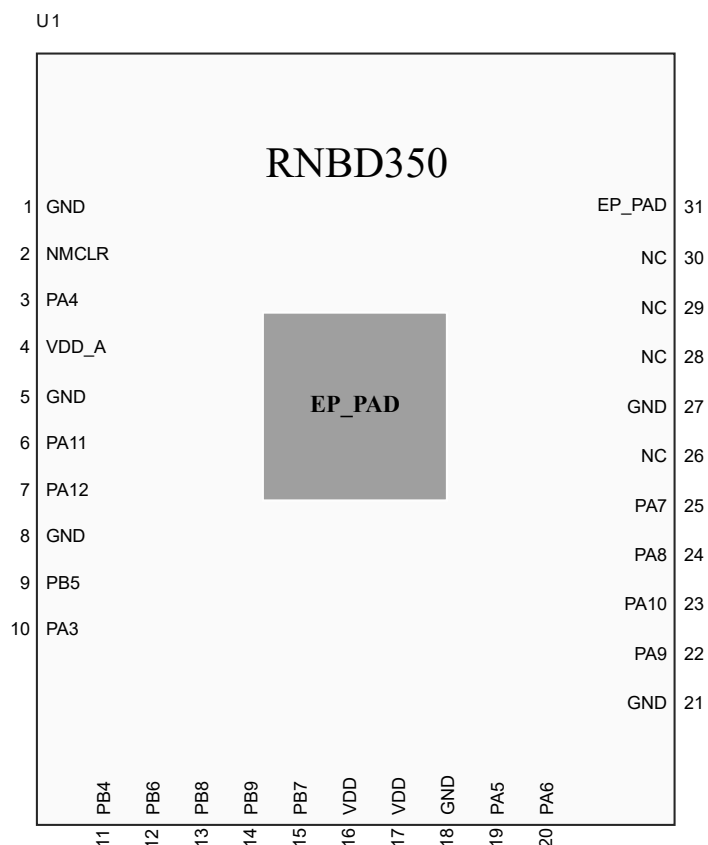 U1
RNBD350
1 GND
2 NMCLR
3 PA4
4 VDD_A
5 GND
6 PA11
7 PA12
8 GND
9 PB5
10 PA3
EP_PAD
EP_PAD 31
NC 30
NC 29
NC 28
GND 27
NC 26
PA7 25
PA8 24
PA10 23
PA9 22
GND 21
11 PB4
12 PB6
13 PB8
14 PB9
15 PB7
16 VDD
17 VDD
18 GND
19 PA5
20 PA6